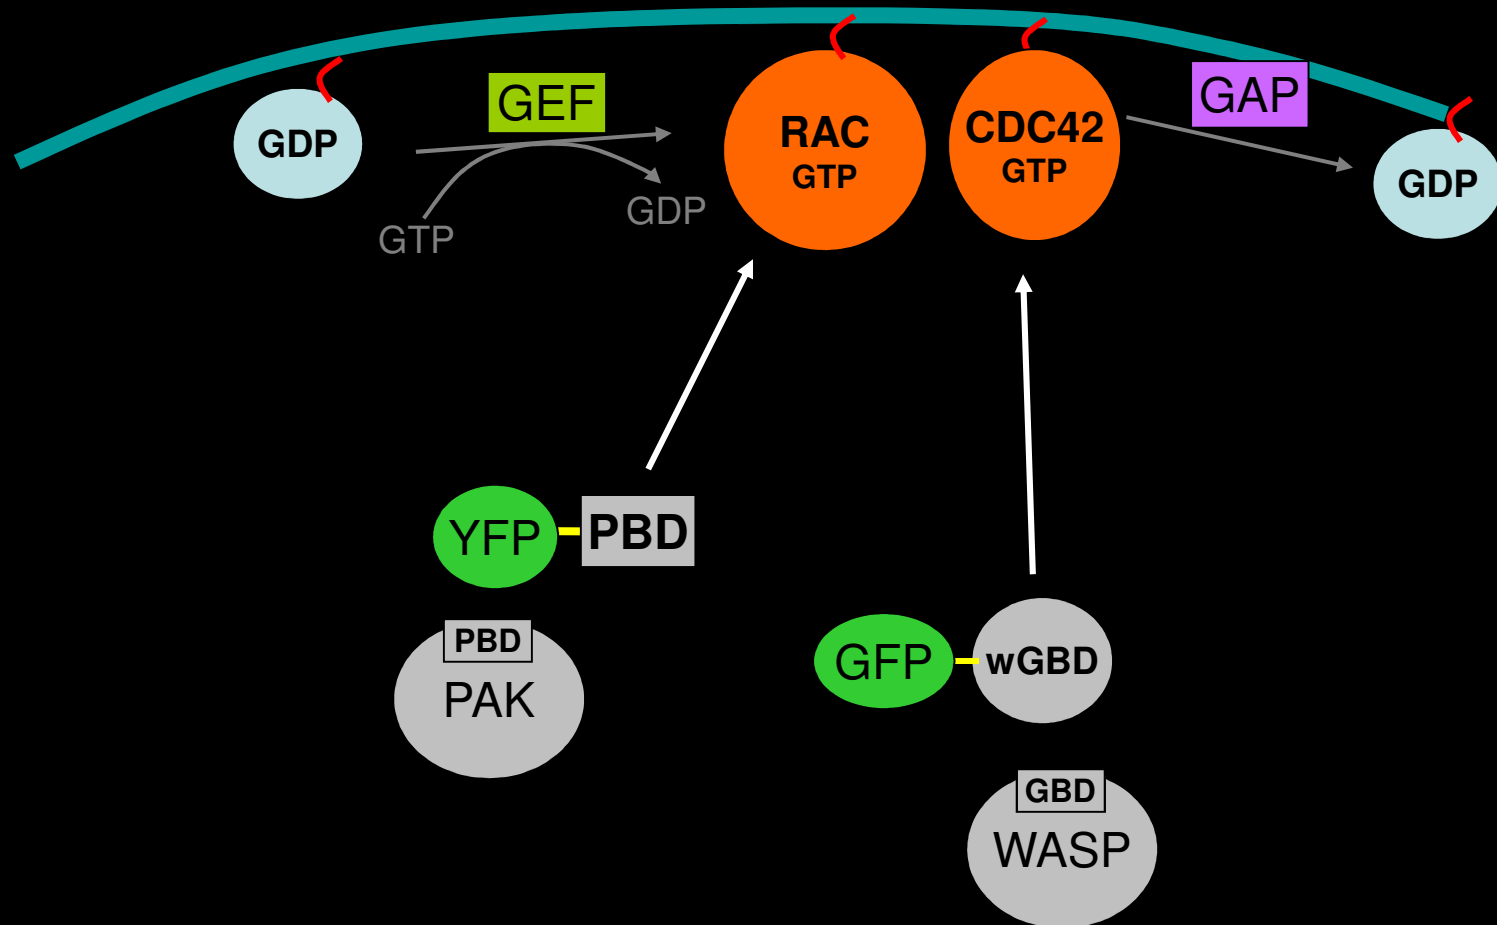 GDP
GEF
GTP
GDP
RAC
GTP
CDC42
GTP
GAP
GDP
YFP
PBD
PBD
PAK
GFP
wGBD
GBD
WASP